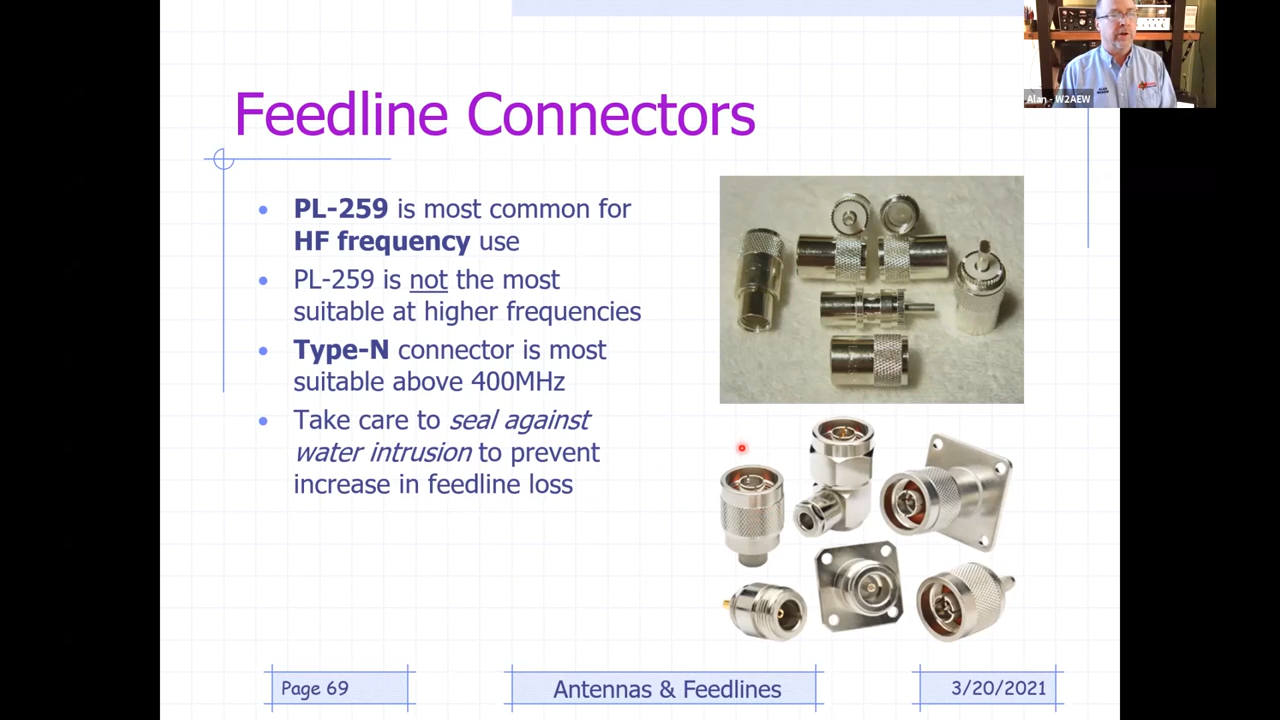 Alan - W2AEW
Feedline Connectors
PL-259 is most common for
HF frequency use
PL-259 is not the most
suitable at higher frequencies
Type-N connector is most
suitable above 400MHz
Take care to seal against
water intrusion to prevent
increase in feedline loss
Page 69
Antennas & Feedlines
3/20/2021